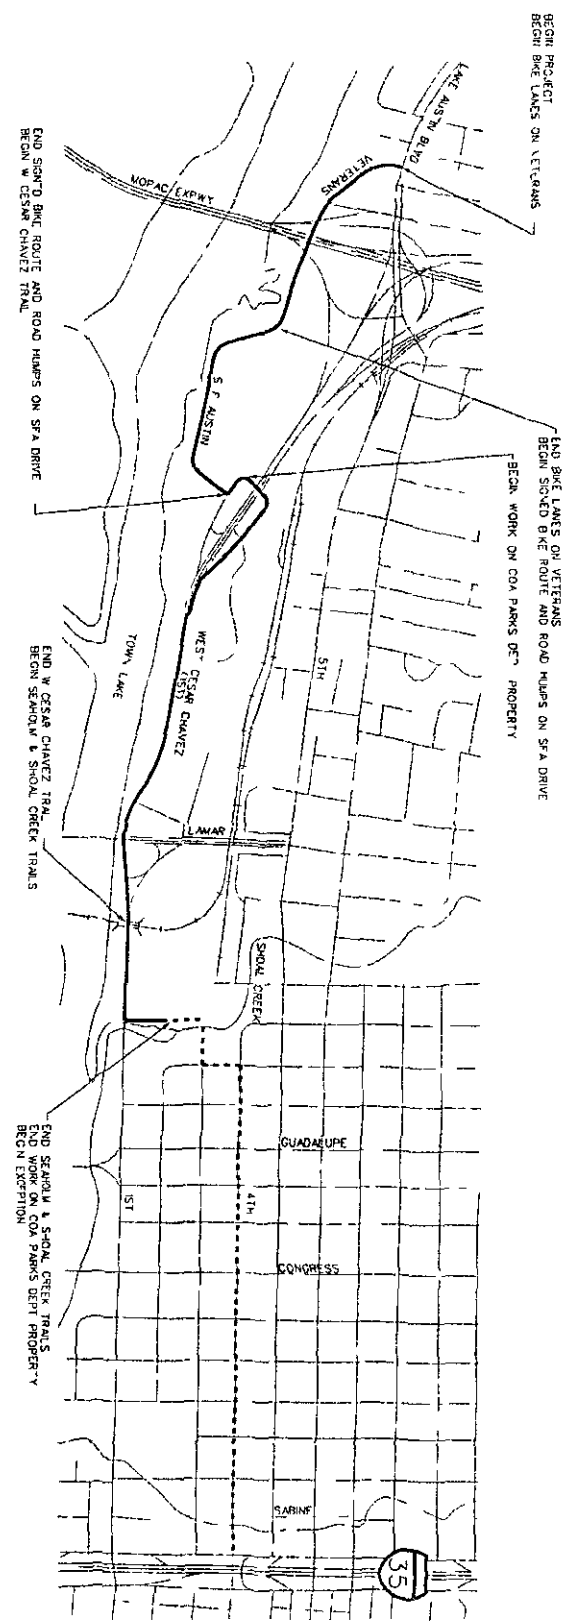 BEGIN PROJECT
BEGIN BIKE LANES ON VETERANS
LAKE AUSTIN BLVD
VETERANS
MOPAC EXPWY
END SIGN'D BIKE ROUTE AND ROAD HUMPS ON SFA DRIVE
BEGIN W CESAR CHAVEZ TRAIL
S F AUSTIN
END BIKE LANES ON VETERANS
BEGIN SIGNED BIKE ROUTE AND ROAD HUMPS ON SFA DRIVE
BEGIN WORK ON COA PARKS DEPT PROPERTY
5TH
WEST CESAR CHAVEZ
(1ST)
TOWN LAKE
END W CESAR CHAVEZ TRAIL
BEGIN SEAHOLM & SHOAL CREEK TRAILS
LAMAR
SHOAL CREEK
END SEAHOLM & SHOAL CREEK TRAILS
END WORK ON COA PARKS DEPT PROPERTY
BEGIN EXCEPTION
GUADALUPE
1ST
4TH
CONGRESS
SABINE
35